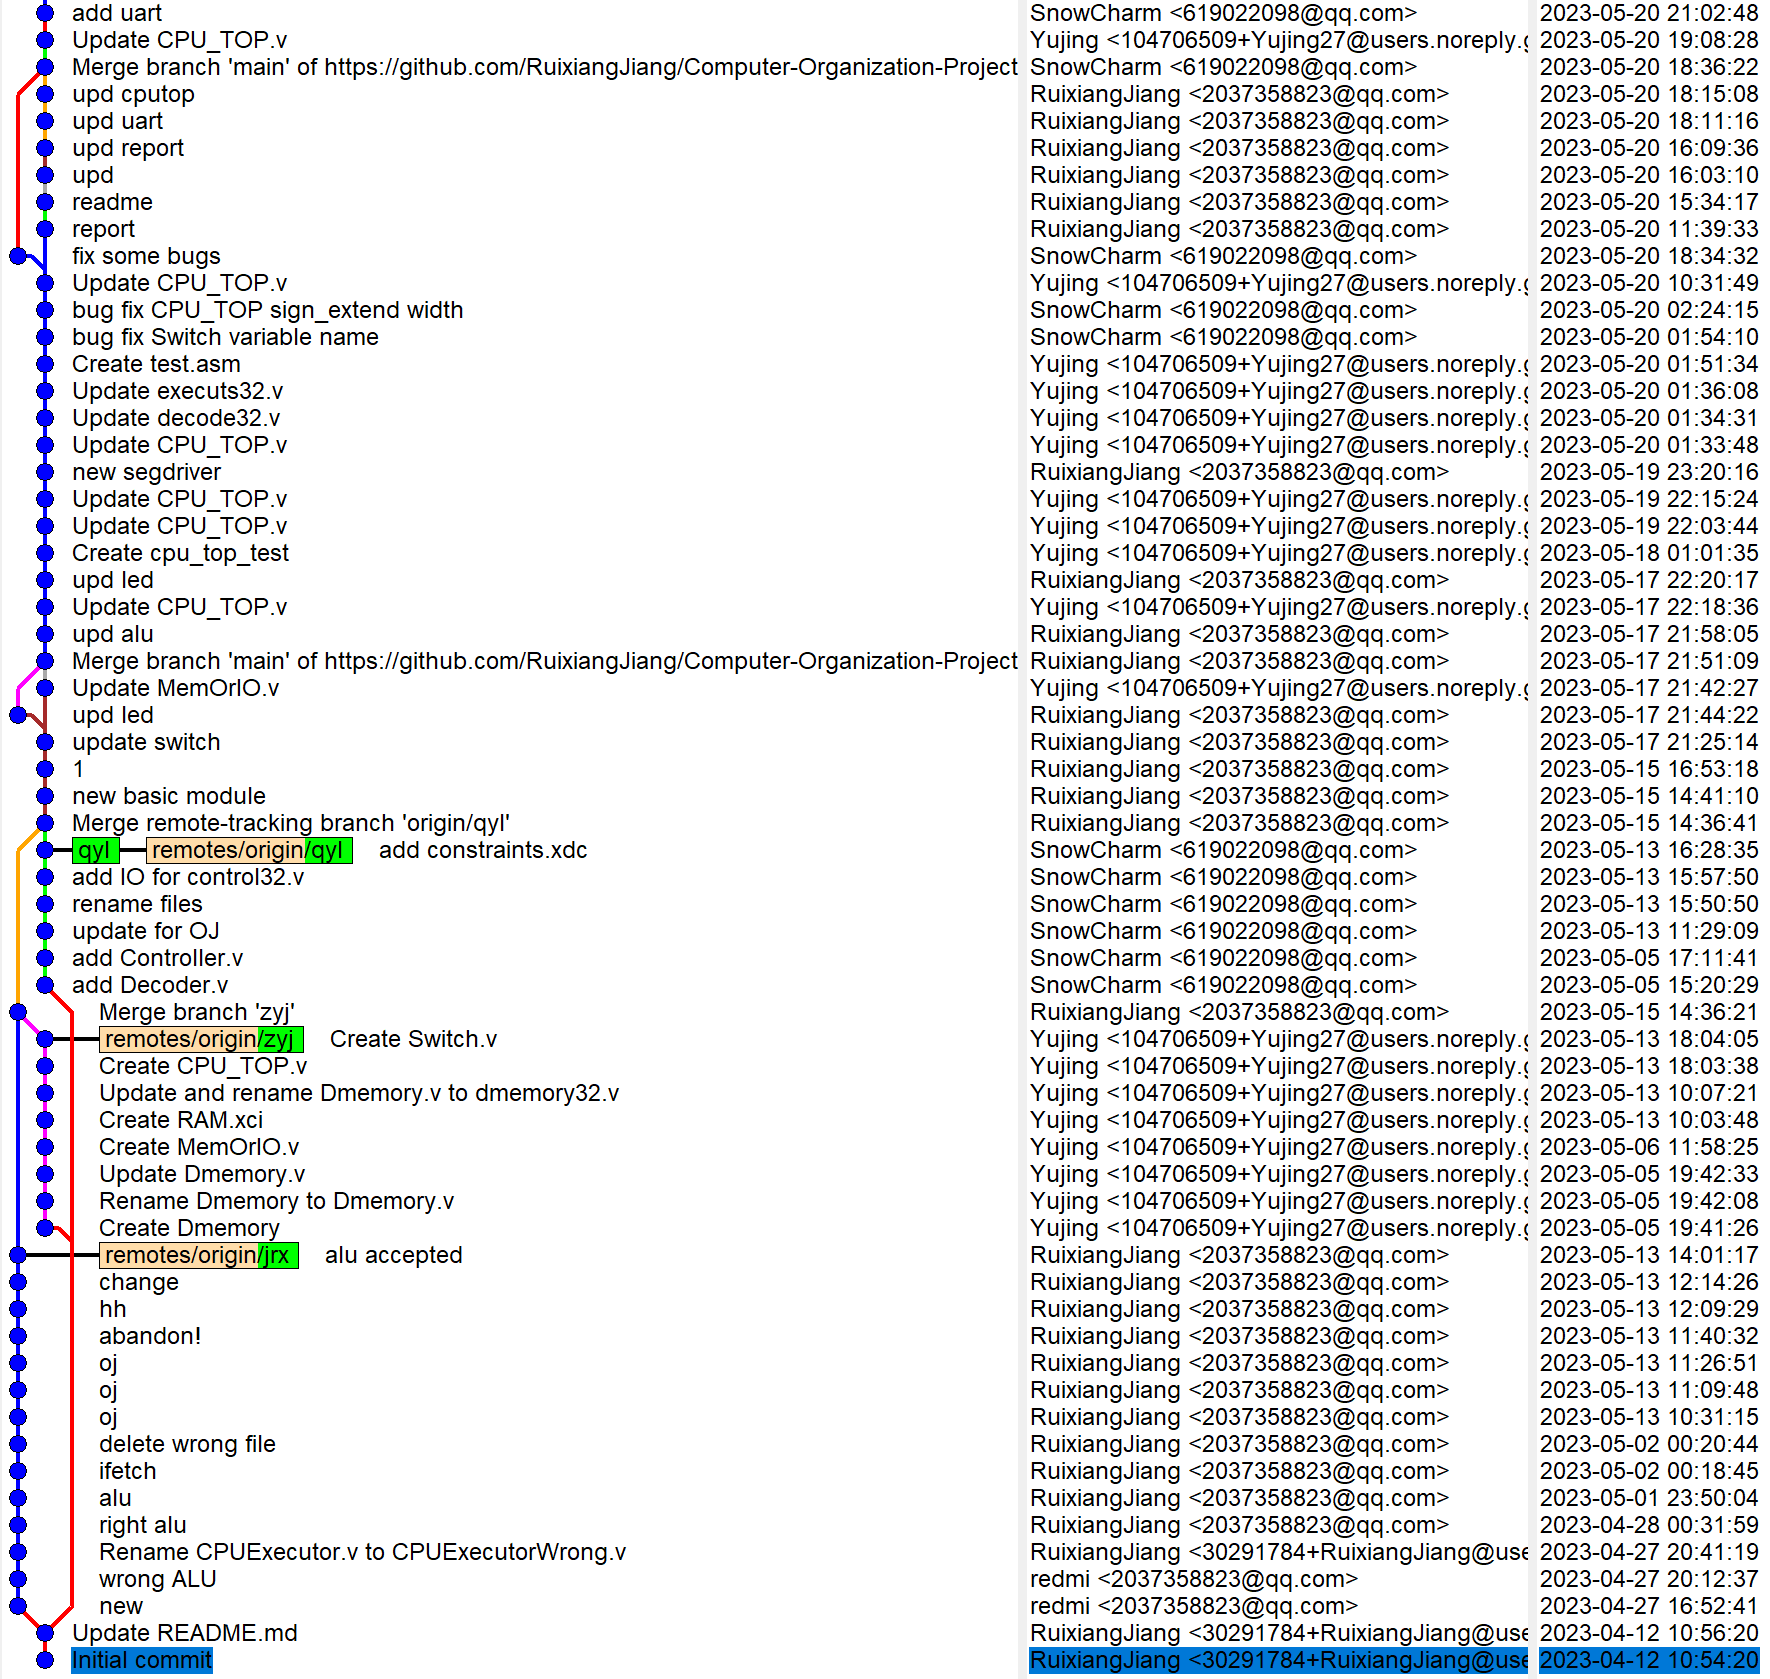 add uart SnowCharm <619022098@qq.com> 2023-05-20 21:02:48
Update CPU_TOP.v Yujing <104706509+Yujing27@users.noreply.g 2023-05-20 19:08:28
Merge branch 'main' of https://github.com/RuixiangJiang/Computer-Organization-Project SnowCharm <619022098@qq.com> 2023-05-20 18:36:22
upd cputop RuixiangJiang <2037358823@qq.com> 2023-05-20 18:15:08
upd uart RuixiangJiang <2037358823@qq.com> 2023-05-20 18:11:16
upd report RuixiangJiang <2037358823@qq.com> 2023-05-20 16:09:36
upd RuixiangJiang <2037358823@qq.com> 2023-05-20 16:03:10
readme RuixiangJiang <2037358823@qq.com> 2023-05-20 15:34:17
report RuixiangJiang <2037358823@qq.com> 2023-05-20 11:39:33
fix some bugs SnowCharm <619022098@qq.com> 2023-05-20 18:34:32
Update CPU_TOP.v Yujing <104706509+Yujing27@users.noreply.g 2023-05-20 10:31:49
bug fix CPU_TOP sign_extend width SnowCharm <619022098@qq.com> 2023-05-20 02:24:15
bug fix Switch variable name SnowCharm <619022098@qq.com> 2023-05-20 01:54:10
Create test.asm Yujing <104706509+Yujing27@users.noreply.g 2023-05-20 01:51:34
Update executs32.v Yujing <104706509+Yujing27@users.noreply.g 2023-05-20 01:36:08
Update decode32.v Yujing <104706509+Yujing27@users.noreply.g 2023-05-20 01:34:31
Update CPU_TOP.v Yujing <104706509+Yujing27@users.noreply.g 2023-05-20 01:33:48
new segdriver RuixiangJiang <2037358823@qq.com> 2023-05-19 23:20:16
Update CPU_TOP.v Yujing <104706509+Yujing27@users.noreply.g 2023-05-19 22:15:24
Update CPU_TOP.v Yujing <104706509+Yujing27@users.noreply.g 2023-05-19 22:03:44
Create cpu_top_test Yujing <104706509+Yujing27@users.noreply.g 2023-05-18 01:01:35
upd led RuixiangJiang <2037358823@qq.com> 2023-05-17 22:20:17
Update CPU_TOP.v Yujing <104706509+Yujing27@users.noreply.g 2023-05-17 22:18:36
upd alu RuixiangJiang <2037358823@qq.com> 2023-05-17 21:58:05
Merge branch 'main' of https://github.com/RuixiangJiang/Computer-Organization-Project RuixiangJiang <2037358823@qq.com> 2023-05-17 21:51:09
Update MemOrIO.v Yujing <104706509+Yujing27@users.noreply.g 2023-05-17 21:42:27
upd led RuixiangJiang <2037358823@qq.com> 2023-05-17 21:44:22
update switch RuixiangJiang <2037358823@qq.com> 2023-05-17 21:25:14
1 RuixiangJiang <2037358823@qq.com> 2023-05-15 16:53:18
new basic module RuixiangJiang <2037358823@qq.com> 2023-05-15 14:41:10
Merge remote-tracking branch 'origin/qyl' RuixiangJiang <2037358823@qq.com> 2023-05-15 14:36:41
qyl remotes/origin/qyl add constraints.xdc SnowCharm <619022098@qq.com> 2023-05-13 16:28:35
add IO for control32.v SnowCharm <619022098@qq.com> 2023-05-13 15:57:50
rename files SnowCharm <619022098@qq.com> 2023-05-13 15:50:50
update for OJ SnowCharm <619022098@qq.com> 2023-05-13 11:29:09
add Controller.v SnowCharm <619022098@qq.com> 2023-05-05 17:11:41
add Decoder.v SnowCharm <619022098@qq.com> 2023-05-05 15:20:29
Merge branch 'zyj' RuixiangJiang <2037358823@qq.com> 2023-05-15 14:36:21
remotes/origin/zyj Create Switch.v Yujing <104706509+Yujing27@users.noreply.g 2023-05-13 18:04:05
Create CPU_TOP.v Yujing <104706509+Yujing27@users.noreply.g 2023-05-13 18:03:38
Update and rename Dmemory.v to dmemory32.v Yujing <104706509+Yujing27@users.noreply.g 2023-05-13 10:07:21
Create RAM.xci Yujing <104706509+Yujing27@users.noreply.g 2023-05-13 10:03:48
Create MemOrIO.v Yujing <104706509+Yujing27@users.noreply.g 2023-05-06 11:58:25
Update Dmemory.v Yujing <104706509+Yujing27@users.noreply.g 2023-05-05 19:42:33
Rename Dmemory to Dmemory.v Yujing <104706509+Yujing27@users.noreply.g 2023-05-05 19:42:08
Create Dmemory Yujing <104706509+Yujing27@users.noreply.g 2023-05-05 19:41:26
remotes/origin/jrx alu accepted RuixiangJiang <2037358823@qq.com> 2023-05-13 14:01:17
change RuixiangJiang <2037358823@qq.com> 2023-05-13 12:14:26
hh RuixiangJiang <2037358823@qq.com> 2023-05-13 12:09:29
abandon! RuixiangJiang <2037358823@qq.com> 2023-05-13 11:40:32
oj RuixiangJiang <2037358823@qq.com> 2023-05-13 11:26:51
oj RuixiangJiang <2037358823@qq.com> 2023-05-13 11:09:48
oj RuixiangJiang <2037358823@qq.com> 2023-05-13 10:31:15
delete wrong file RuixiangJiang <2037358823@qq.com> 2023-05-02 00:20:44
ifetch RuixiangJiang <2037358823@qq.com> 2023-05-02 00:18:45
alu RuixiangJiang <2037358823@qq.com> 2023-05-01 23:50:04
right alu RuixiangJiang <2037358823@qq.com> 2023-04-28 00:31:59
Rename CPUExecutor.v to CPUExecutorWrong.v RuixiangJiang <30291784+RuixiangJiang@use 2023-04-27 20:41:19
wrong ALU redmi <2037358823@qq.com> 2023-04-27 20:12:37
new redmi <2037358823@qq.com> 2023-04-27 16:52:41
Update README.md RuixiangJiang <30291784+RuixiangJiang@use 2023-04-12 10:56:20
Initial commit RuixiangJiang <30291784+RuixiangJiang@use 2023-04-12 10:54:20